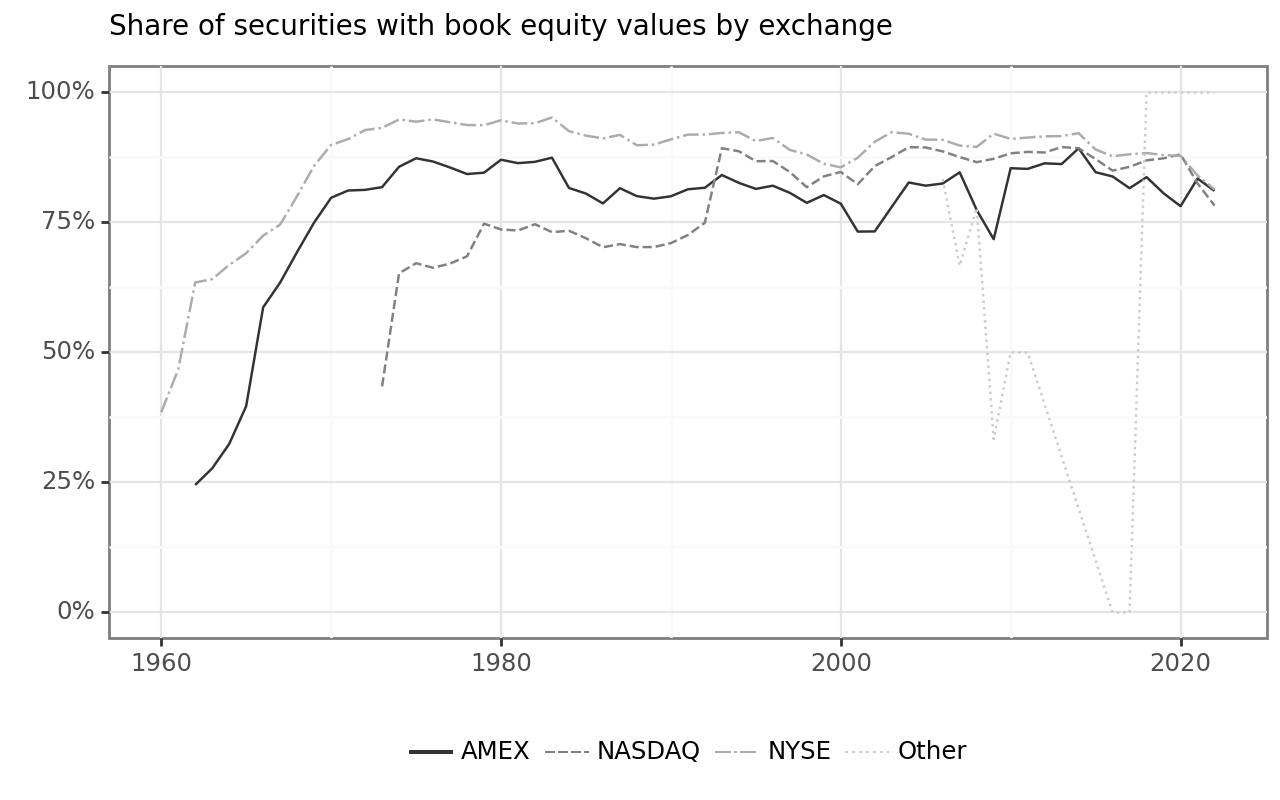 Share of securities with book equity values by exchange
100%
75%
50%
25%
0%
1960 1980 2000 2020
AMEX NASDAQ NYSE Other